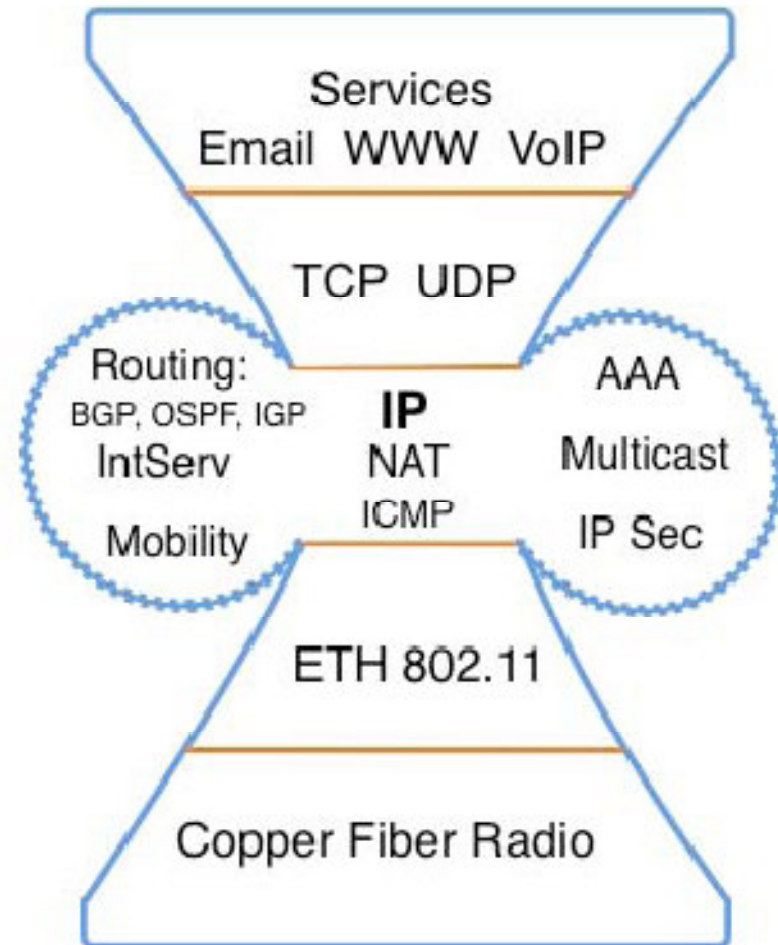 Services
Email WWW VoIP
TCP UDP
Routing:
BGP, OSPF, IGP
IntServ
Mobility
IP
NAT
ICMP
AAA
Multicast
IP Sec
ETH 802.11
Copper Fiber Radio